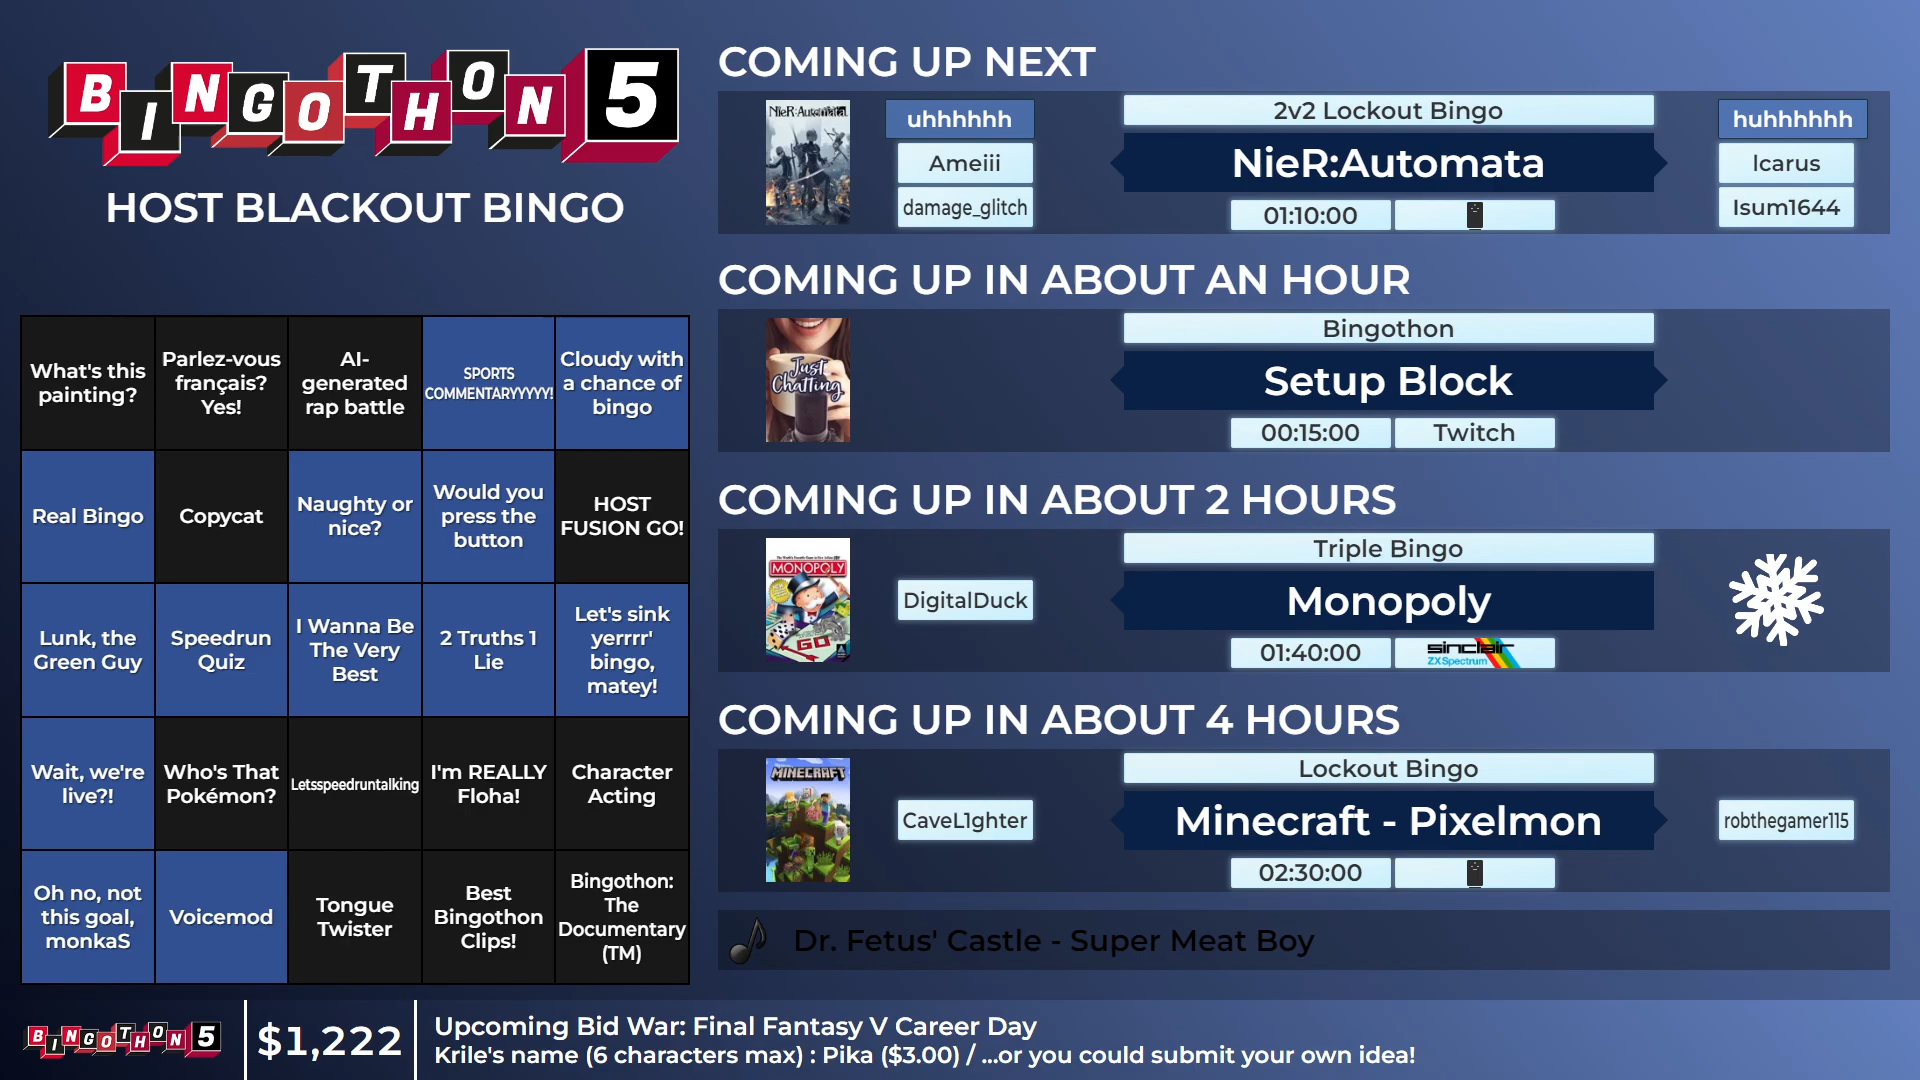 BINGOTHON 5
HOST BLACKOUT BINGO
What's this
painting?
Parlez-vous
français?
Yes!
AI-
generated
rap battle
SPORTS
COMMENTARYYYYY!
Cloudy with
a chance of
bingo
Real Bingo
Copycat
Naughty or
nice?
Would you
press the
button
HOST
FUSION GO!
Lunk, the
Green Guy
Speedrun
Quiz
I Wanna Be
The Very
Best
2 Truths 1
Lie
Let's sink
yerrrr'
bingo,
matey!
Wait, we're
live?!
Who's That
Pokémon?
Letsspeedruntalking
I'm REALLY
Floha!
Character
Acting
Oh no, not
this goal,
monkaS
Voicemod
Tongue
Twister
Best
Bingothon
Clips!
Bingothon:
The
Documentary
(TM)
COMING UP NEXT
NieR:Automata
uhhhhhh
Ameiii
damage_glitch
2v2 Lockout Bingo
NieR:Automata
01:10:00
huhhhhhh
Icarus
Isum1644
COMING UP IN ABOUT AN HOUR
Just
Chatting
Bingothon
Setup Block
00:15:00
Twitch
COMING UP IN ABOUT 2 HOURS
MONOPOLY
GO
DigitalDuck
Triple Bingo
Monopoly
01:40:00
sinclair
ZX Spectrum
COMING UP IN ABOUT 4 HOURS
MINECRAFT
CaveL1ghter
Lockout Bingo
Minecraft - Pixelmon
02:30:00
robthegamer115
Dr. Fetus' Castle - Super Meat Boy
BINGOTHON 5
$1,222
Upcoming Bid War: Final Fantasy V Career Day
Krile's name (6 characters max) : Pika ($3.00) / ...or you could submit your own idea!